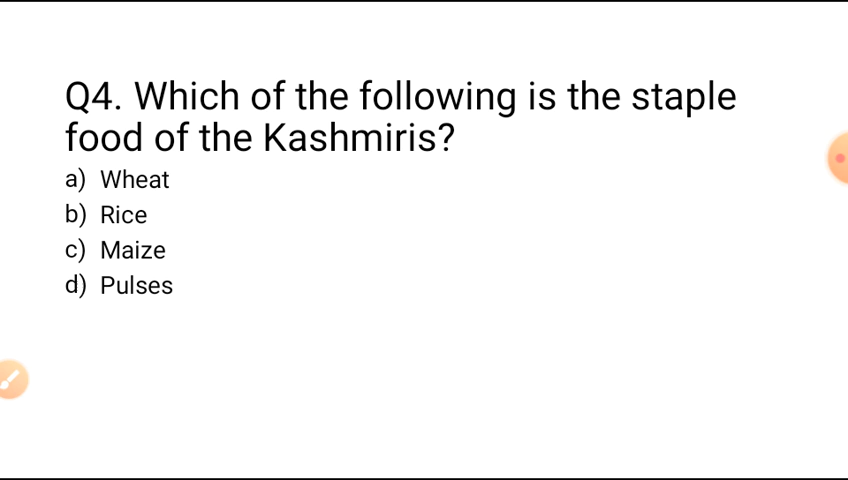 Q4. Which of the following is the staple
food of the Kashmiris?
a) Wheat
b) Rice
c) Maize
d) Pulses